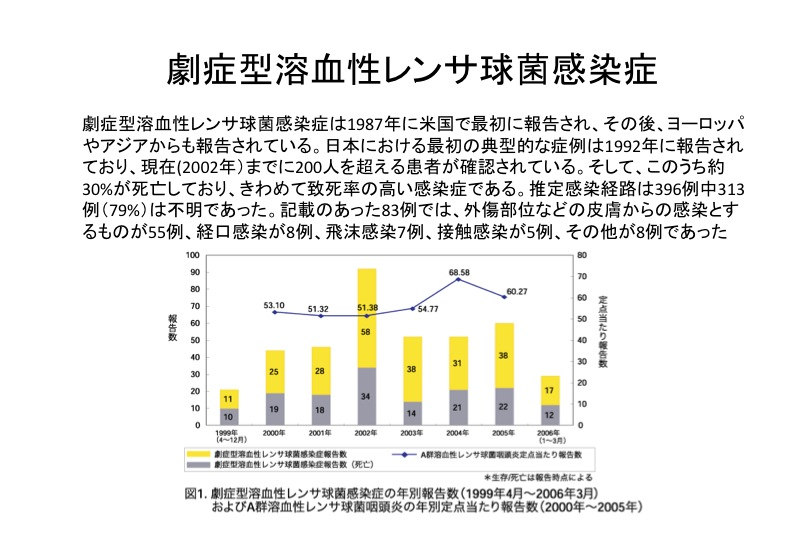 劇症型溶血性レンサ球菌感染症
劇症型溶血性レンサ球菌感染症は1987年に米国で最初に報告され、その後、ヨーロッパ
やアジアからも報告されている。日本における最初の典型的な症例は1992年に報告され
ており、現在(2002年）までに200人を超える患者が確認されている。そして、このうち約
30%が死亡しており、きわめて致死率の高い感染症である。推定感染経路は396例中313
例（79%）は不明であった。記載のあった83例では、外傷部位などの皮膚からの感染とす
るものが55例、経口感染が8例、飛沫感染7例、接触感染が5例、その他が8例であった
100
90
80
70
60
50
40
30
20
10
0
報告数
80
70
60
50
40
30
20
10
0
定点当たり報告数
53.10
51.32
51.38
54.77
68.58
60.27
11
25
28
58
38
31
38
17
10
19
18
34
14
21
22
12
1999年
（4〜12月）
2000年
2001年
2002年
2003年
2004年
2005年
2006年
（1〜3月）
劇症型溶血性レンサ球菌感染症報告数
A群溶血性レンサ球菌咽頭炎定点当たり報告数
劇症型溶血性レンサ球菌感染症報告数（死亡）
＊生存/死亡は報告時点による
図1. 劇症型溶血性レンサ球菌感染症の年別報告数（1999年4月〜2006年3月）
およびA群溶血性レンサ球菌咽頭炎の年別定点当たり報告数（2000年〜2005年）